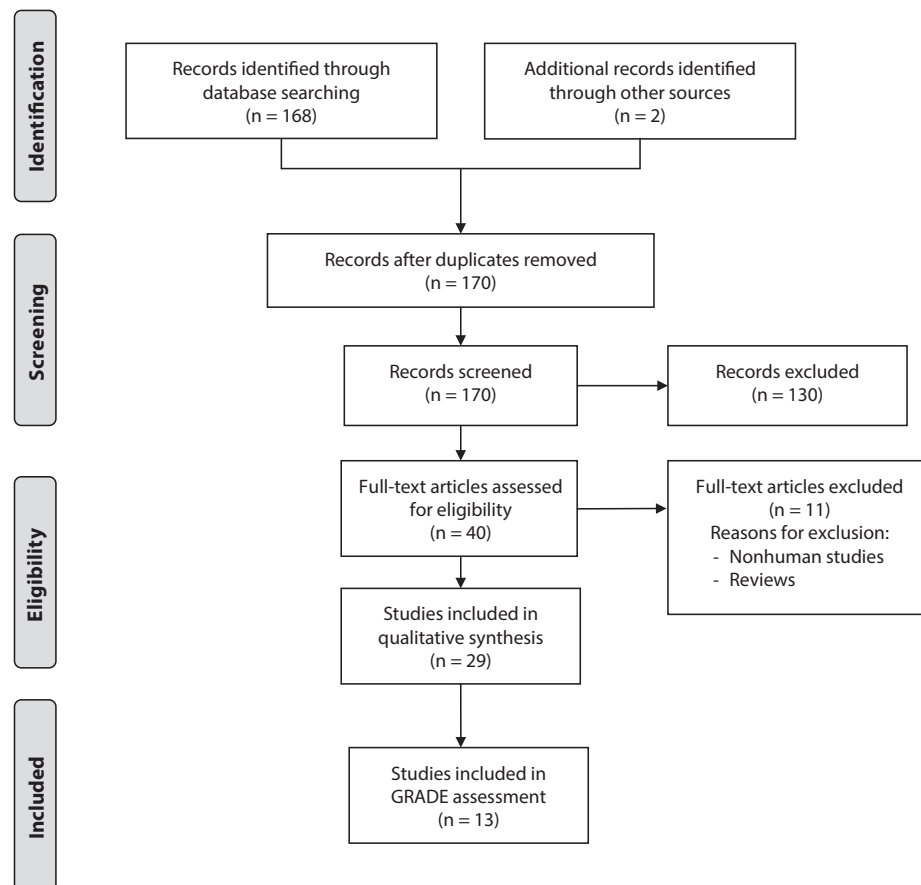 Identification
Records identified through
database searching
(n = 168)
Additional records identified
through other sources
(n = 2)
Screening
Records after duplicates removed
(n = 170)
Records screened
(n = 170)
Records excluded
(n = 130)
Eligibility
Full-text articles assessed
for eligibility
(n = 40)
Full-text articles excluded
(n = 11)
Reasons for exclusion:
- Nonhuman studies
- Reviews
Studies included in
qualitative synthesis
(n = 29)
Included
Studies included in
GRADE assessment
(n = 13)